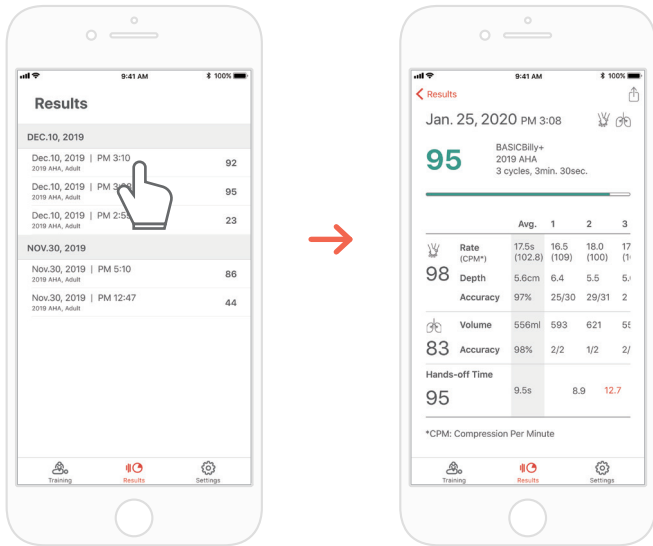 9:41 AM
100%
Results
DEC.10, 2019
Dec.10, 2019 | PM 3:10
2019 AHA, Adult
92
Dec.10, 2019 | PM
2019 AHA, Adult
95
Dec.10, 2019 | PM 2:55
2019 AHA, Adult
23
NOV.30, 2019
Nov.30, 2019 | PM 5:10
2019 AHA, Adult
86
Nov.30, 2019 | PM 12:47
2019 AHA, Adult
44
Training Results Settings
9:41 AM
100%
Results
Jan. 25, 2020 PM 3:08
95
BASICBilly+
2019 AHA
3 cycles, 3min. 30sec.
Avg. 1 2 3
Rate 17.5s 16.5 18.0 17
(CPM*) (102.8) (109) (100)
98
Depth 5.6cm 6.4 5.5
Accuracy 97% 25/30 29/31 2
Volume 556ml 593 621
83
Accuracy 98% 2/2 1/2 2/
Hands-off Time
95
9.5s 8.9 12.7
*CPM: Compression Per Minute
Training Results Settings